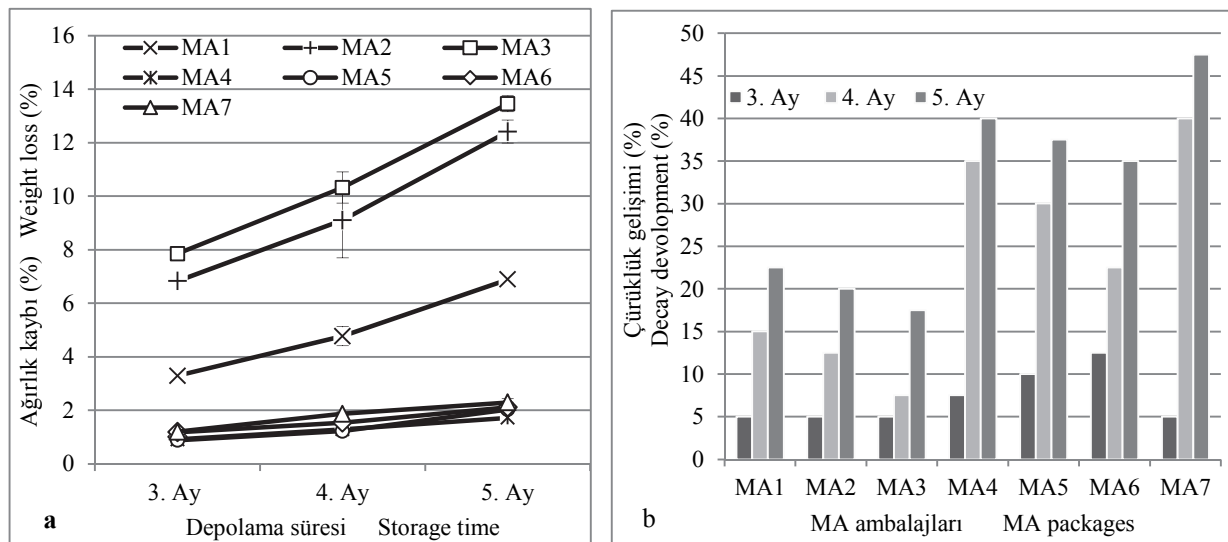 Ağırlık kaybı (%) Weight loss (%)
16
14
12
10
8
6
4
2
0
MA1 MA2 MA3
MA4 MA5 MA6
MA7
3. Ay 4. Ay 5. Ay
a
Depolama süresi Storage time
Çürüklük gelişimi (%)
Decay devolopment (%)
50
45
40
35
30
25
20
15
10
5
0
3. Ay 4. Ay 5. Ay
MA1 MA2 MA3 MA4 MA5 MA6 MA7
b
MA ambalajları MA packages